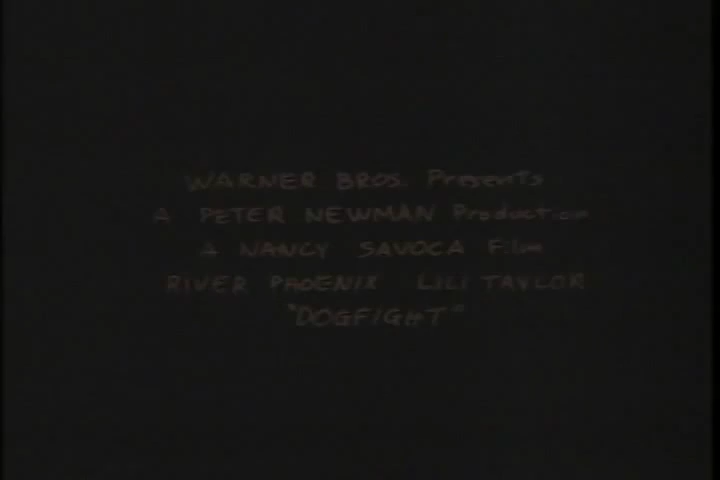 WARNER BROS. Presents
A PETER NEWMAN Production
A NANCY SAVOCA Film
RIVER PHOENIX LILI TAYLOR
"DOGFIGHT"